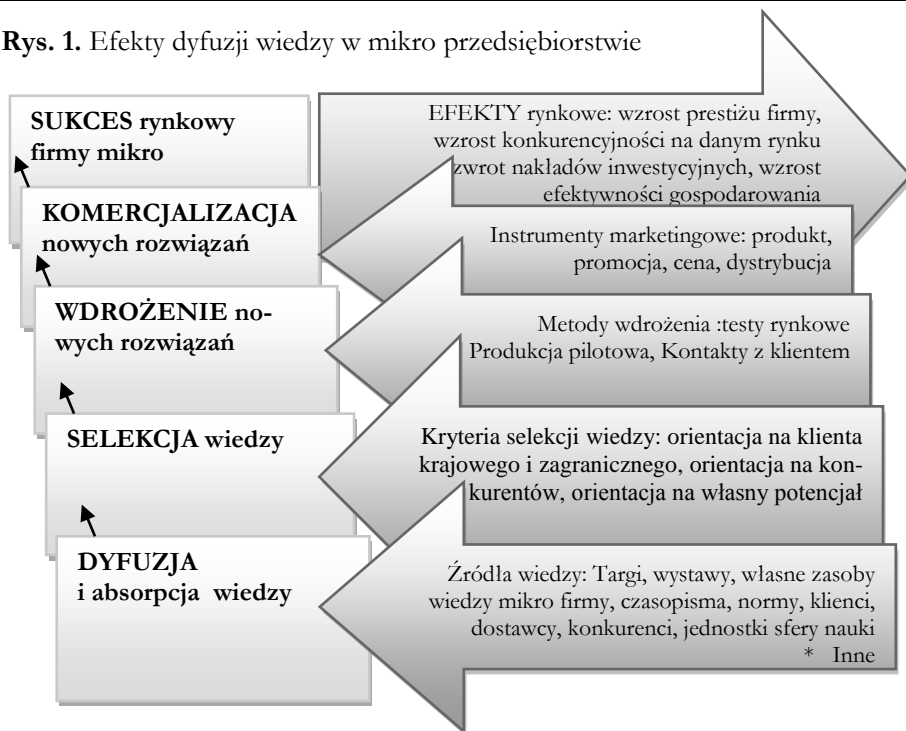 Rys. 1. Efekty dyfuzji wiedzy w mikro przedsiębiorstwie
SUKCES rynkowy
firmy mikro
EFEKTY rynkowe: wzrost prestiżu firmy,
wzrost konkurencyjności na danym rynku
zwrot nakładów inwestycyjnych, wzrost
efektywności gospodarowania
KOMERCJALIZACJA
nowych rozwiązań
Instrumenty marketingowe: produkt,
promocja, cena, dystrybucja
WDROŻENIE no-
wych rozwiązań
Metody wdrożenia :testy rynkowe
Produkcja pilotowa, Kontakty z klientem
SELEKCJA wiedzy
Kryteria selekcji wiedzy: orientacja na klienta
krajowego i zagranicznego, orientacja na kon-
kurentów, orientacja na własny potencjał
DYFUZJA
i absorpcja wiedzy
Źródła wiedzy: Targi, wystawy, własne zasoby
wiedzy mikro firmy, czasopisma, normy, klienci,
dostawcy, konkurenci, jednostki sfery nauki
* Inne